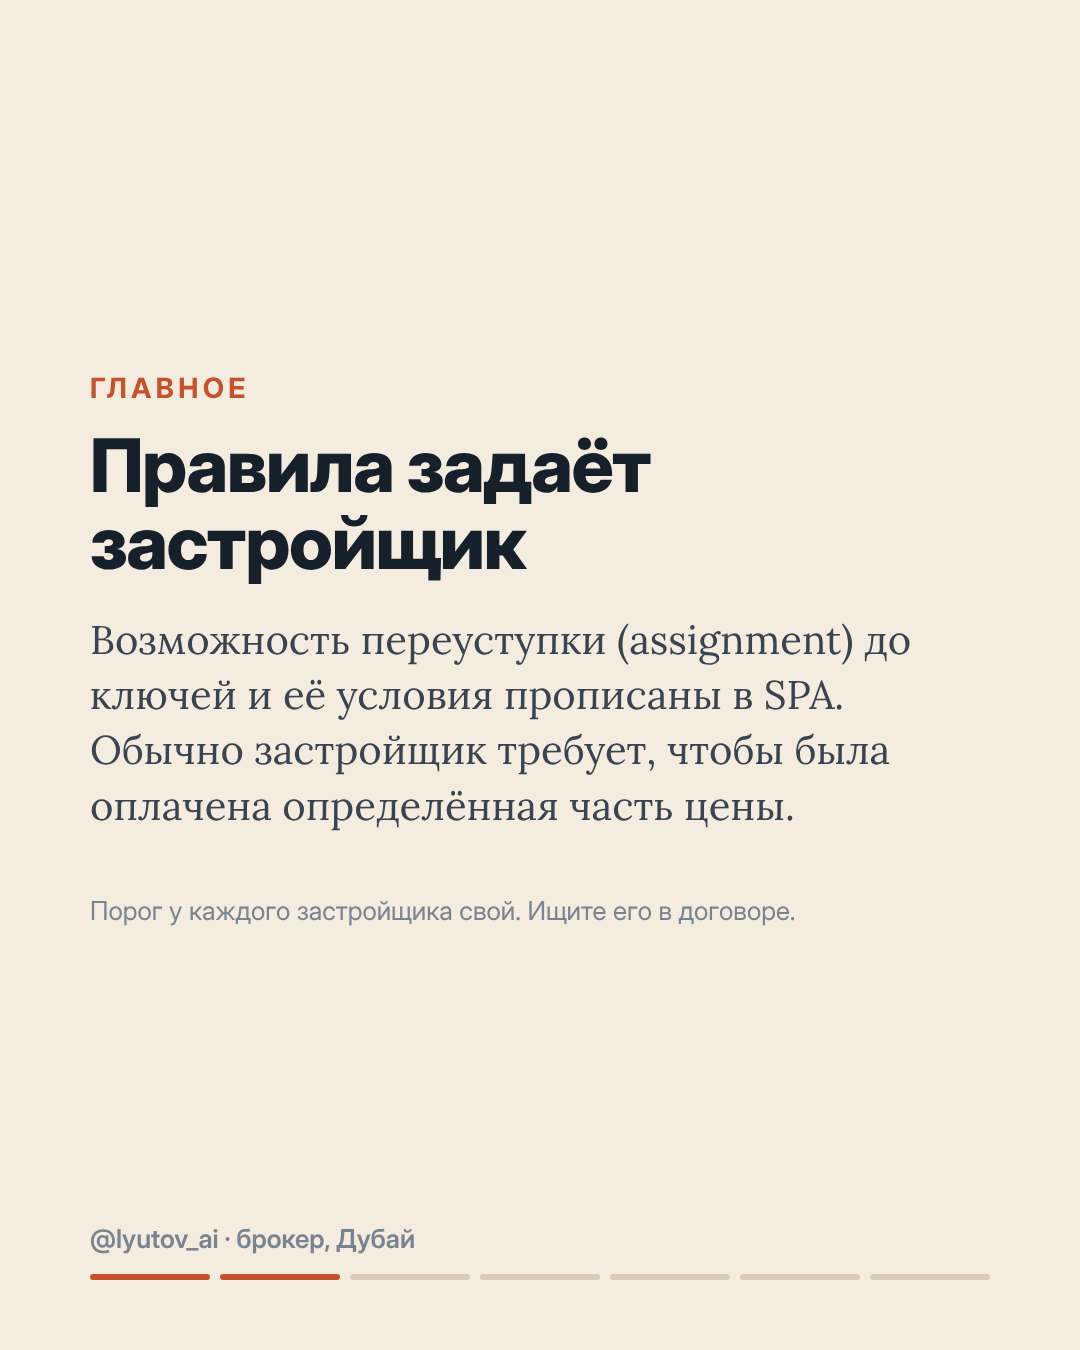 ГЛАВНОЕ
Правила задаёт
застройщик
Возможность переуступки (assignment) до
ключей и её условия прописаны в SPA.
Обычно застройщик требует, чтобы была
оплачена определённая часть цены.
Порог у каждого застройщика свой. Ищите его в договоре.
@lyutov_ai · брокер, Дубай